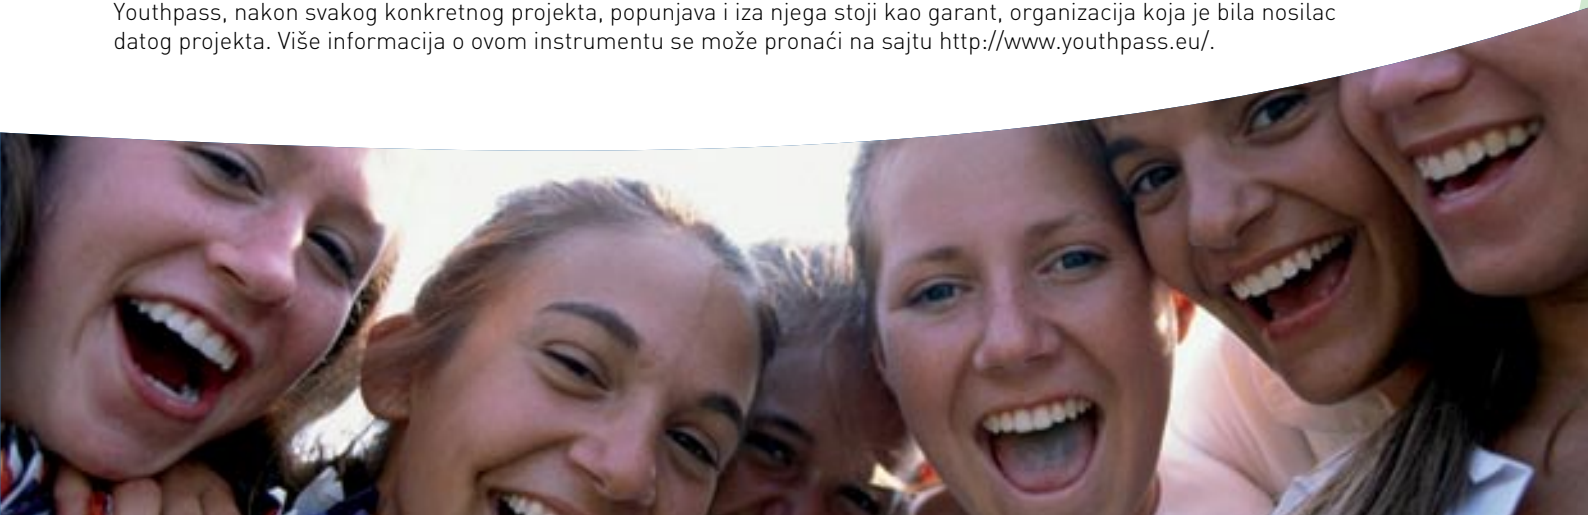 Youthpass, nakon svakog konkretnog projekta, popunjava i iza njega stoji kao garant, organizacija koja je bila nosilac
datog projekta. Više informacija o ovom instrumentu se može pronaći na sajtu http://www.youthpass.eu/.